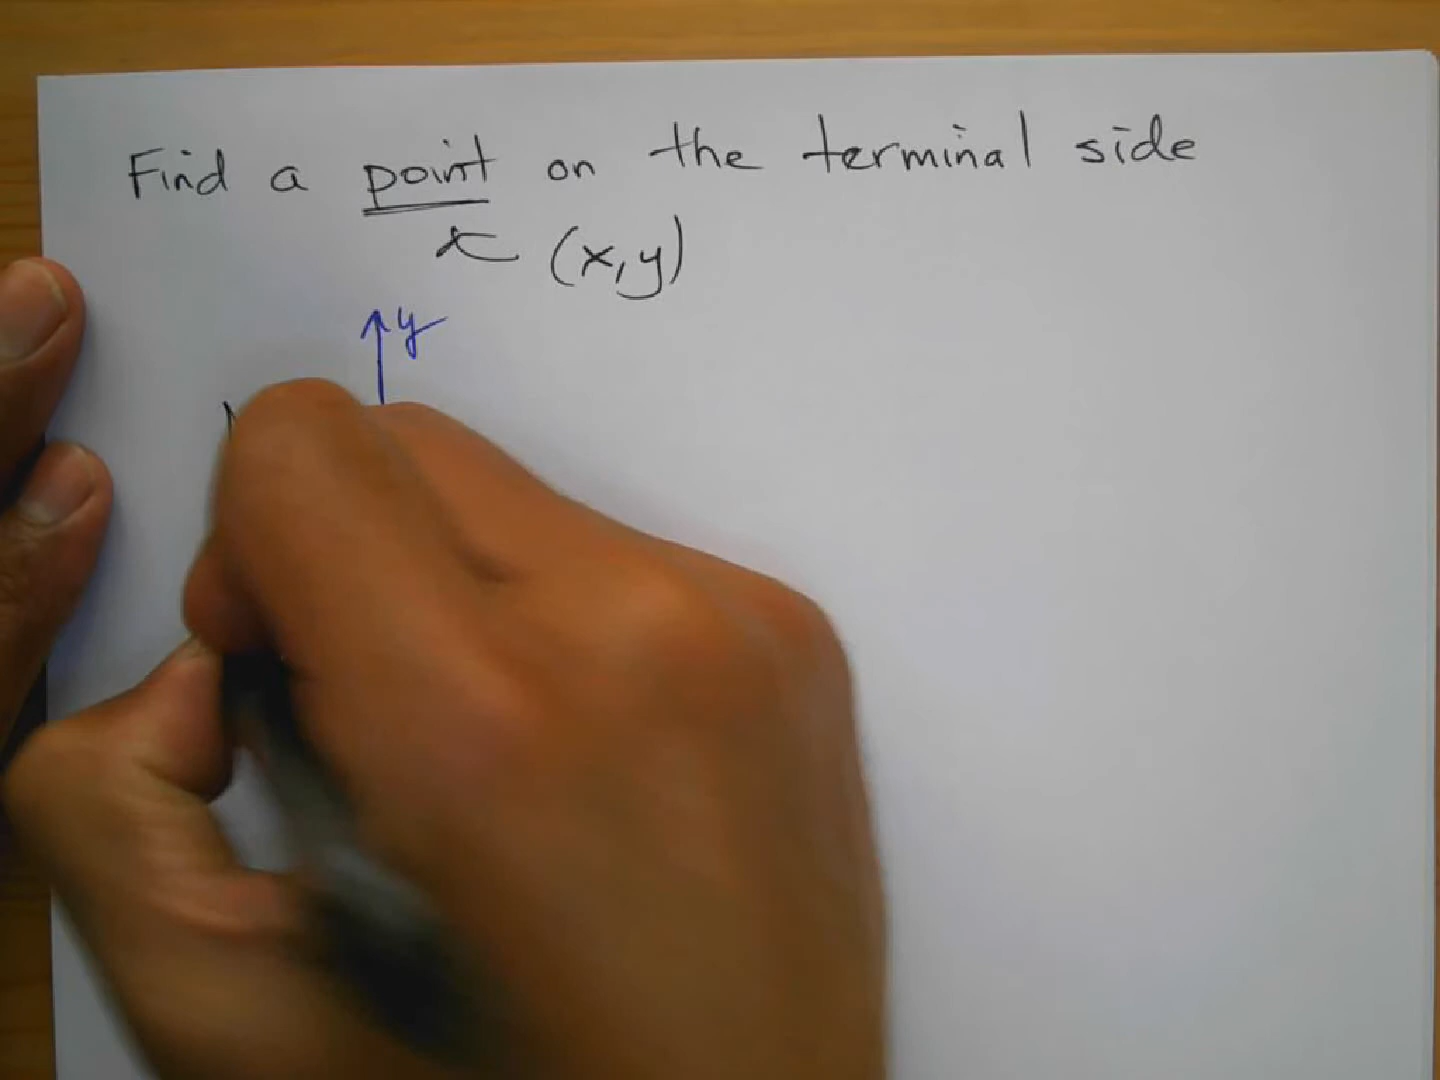 Find a point on the terminal side
(x,y)
y